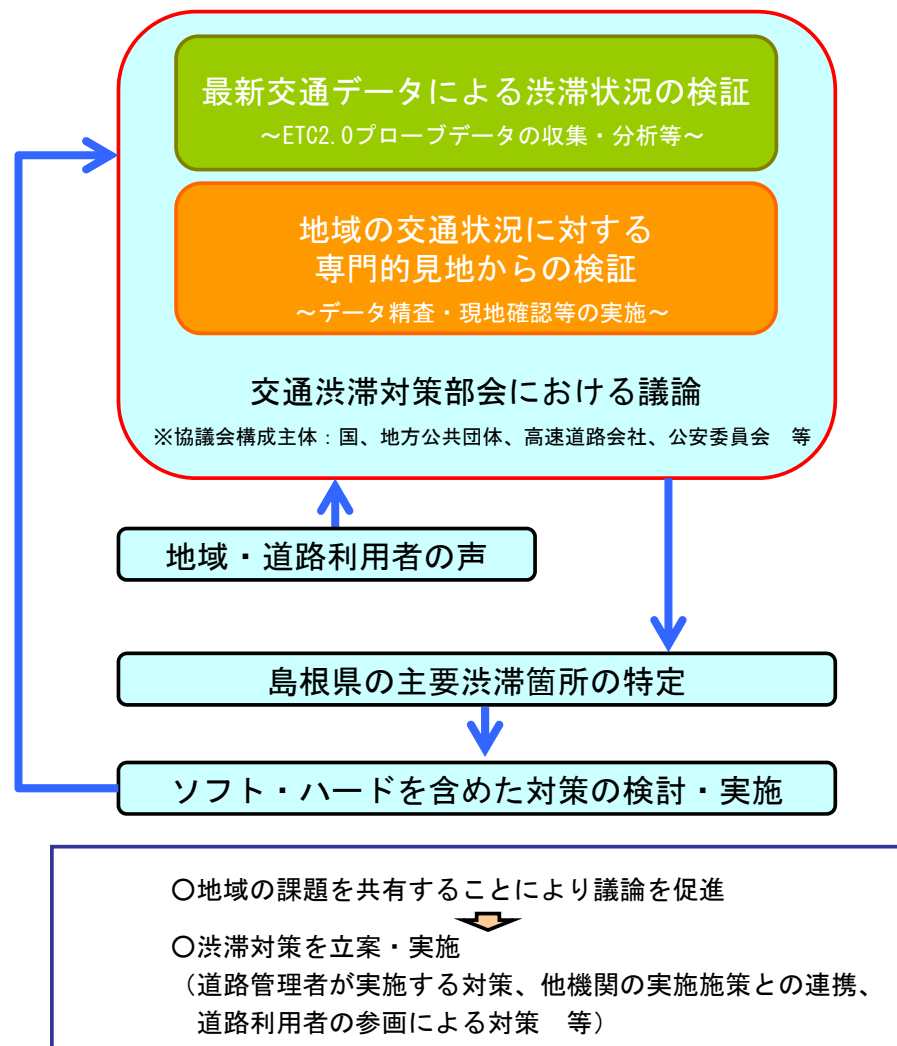 最新交通データによる渋滞状況の検証
～ETC2.0プローブデータの収集・分析等～
地域の交通状況に対する
専門的見地からの検証
～データ精査・現地確認等の実施～
交通渋滞対策部会における議論
※協議会構成主体：国、地方公共団体、高速道路会社、公安委員会　等
地域・道路利用者の声
島根県の主要渋滞箇所の特定
ソフト・ハードを含めた対策の検討・実施
〇地域の課題を共有することにより議論を促進
〇渋滞対策を立案・実施
（道路管理者が実施する対策、他機関の実施施策との連携、
道路利用者の参画による対策　等）